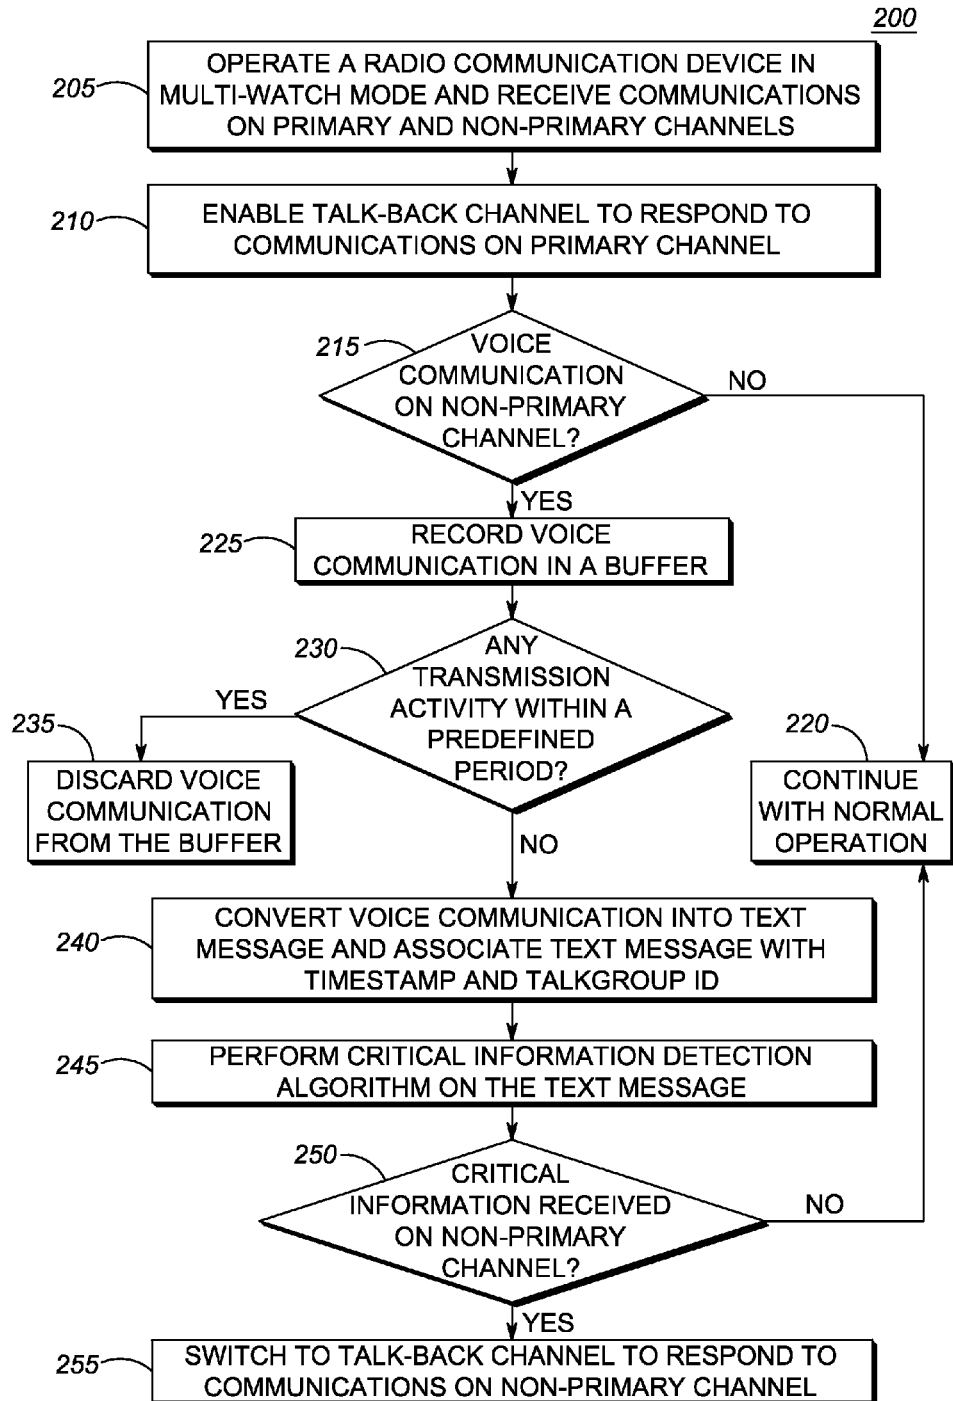 200
205
OPERATE A RADIO COMMUNICATION DEVICE IN
MULTI-WATCH MODE AND RECEIVE COMMUNICATIONS
ON PRIMARY AND NON-PRIMARY CHANNELS
210
ENABLE TALK-BACK CHANNEL TO RESPOND TO
COMMUNICATIONS ON PRIMARY CHANNEL
215
VOICE
COMMUNICATION
ON NON-PRIMARY
CHANNEL?
NO
YES
225
RECORD VOICE
COMMUNICATION IN A BUFFER
230
ANY
TRANSMISSION
ACTIVITY WITHIN A
PREDEFINED
PERIOD?
YES
235
DISCARD VOICE
COMMUNICATION
FROM THE BUFFER
220
CONTINUE
WITH NORMAL
OPERATION
NO
240
CONVERT VOICE COMMUNICATION INTO TEXT
MESSAGE AND ASSOCIATE TEXT MESSAGE WITH
TIMESTAMP AND TALKGROUP ID
245
PERFORM CRITICAL INFORMATION DETECTION
ALGORITHM ON THE TEXT MESSAGE
250
CRITICAL
INFORMATION RECEIVED
ON NON-PRIMARY
CHANNEL?
NO
YES
255
SWITCH TO TALK-BACK CHANNEL TO RESPOND TO
COMMUNICATIONS ON NON-PRIMARY CHANNEL